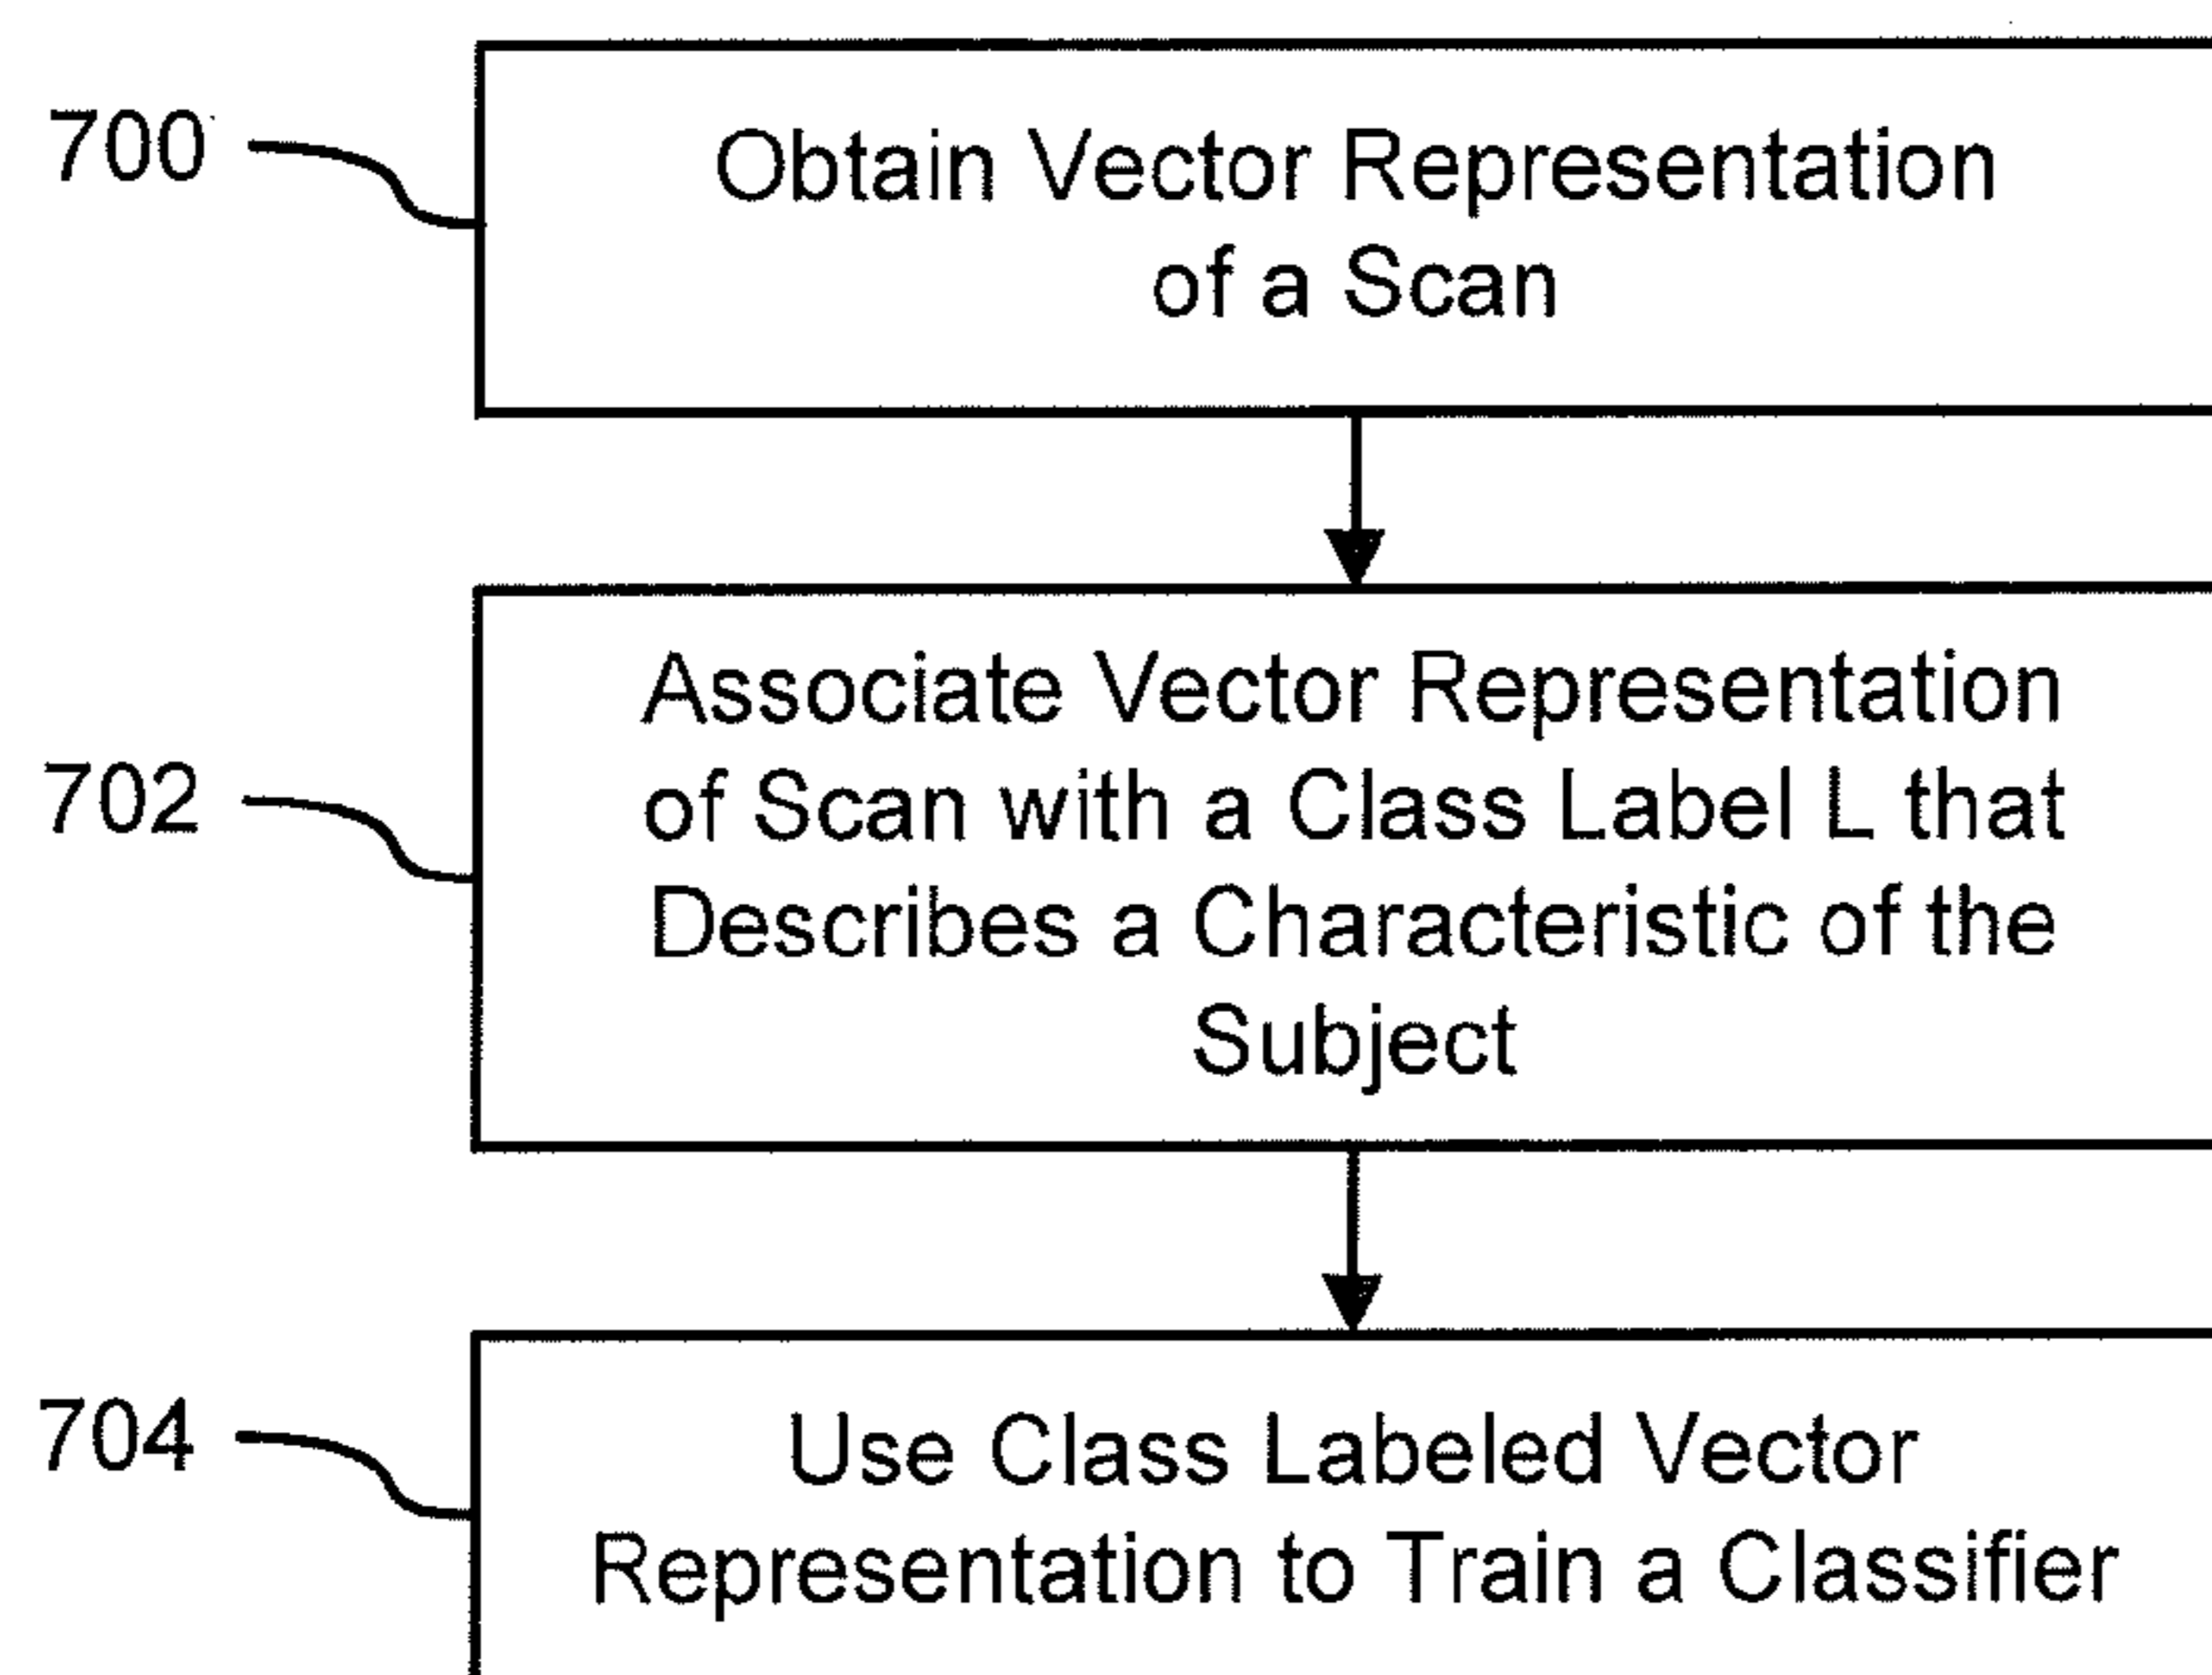 700
Obtain Vector Representation
of a Scan
702
Associate Vector Representation
of Scan with a Class Label L that
Describes a Characteristic of the
Subject
704
Use Class Labeled Vector
Representation to Train a Classifier